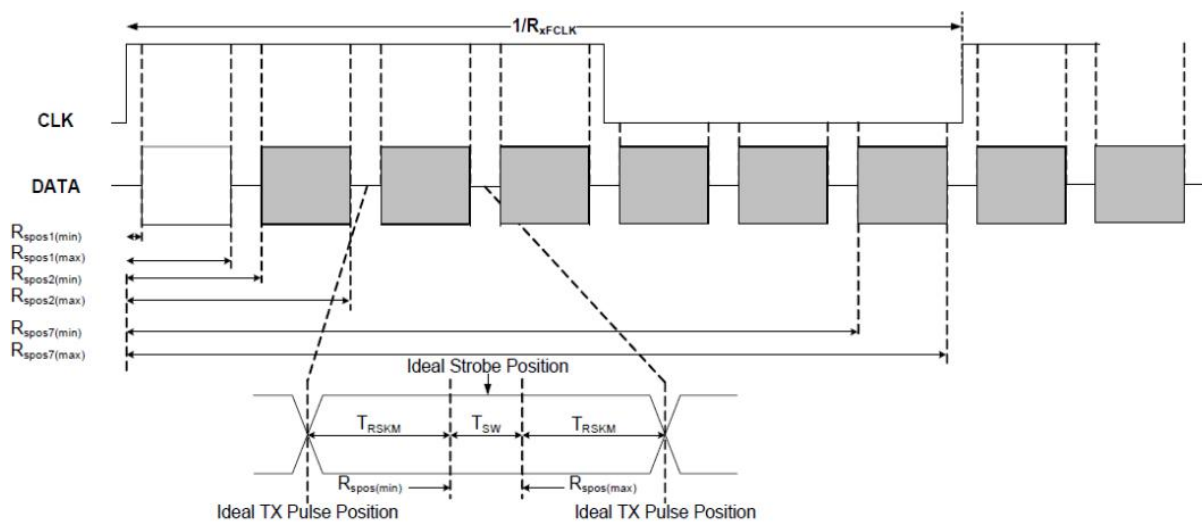 1/RxFCLK
CLK
DATA
Rspos1(min)
Rspos1(max)
Rspos2(min)
Rspos2(max)
Rspos7(min)
Rspos7(max)
Ideal Strobe Position
TRSKM TSW TRSKM
Rspos(min) Rspos(max)
Ideal TX Pulse Position Ideal TX Pulse Position